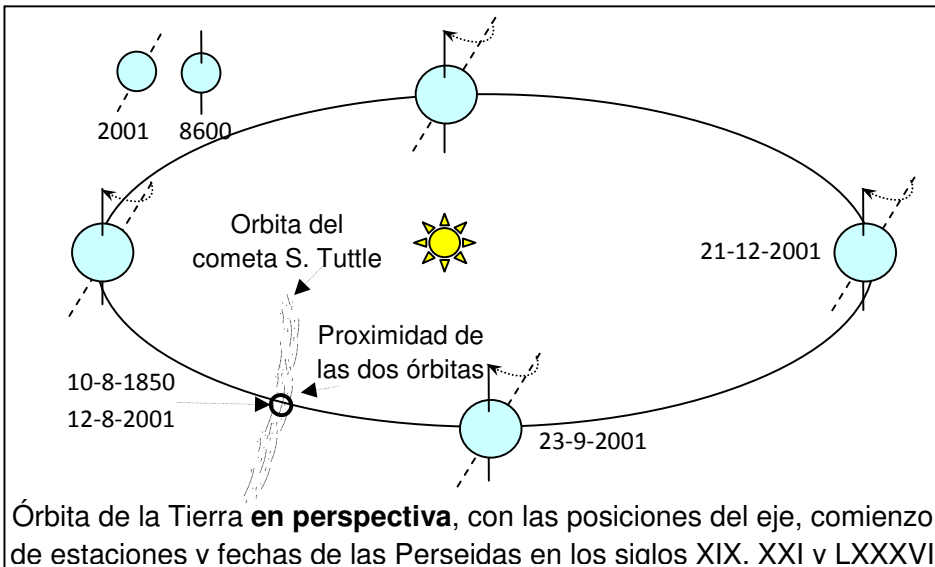 2001 8600
Orbita del
cometa S. Tuttle
21-12-2001
Proximidad de
las dos órbitas
10-8-1850
12-8-2001
23-9-2001
Órbita de la Tierra en perspectiva, con las posiciones del eje, comienzo
de estaciones y fechas de las Perseidas en los siglos XIX, XXI y LXXXVI